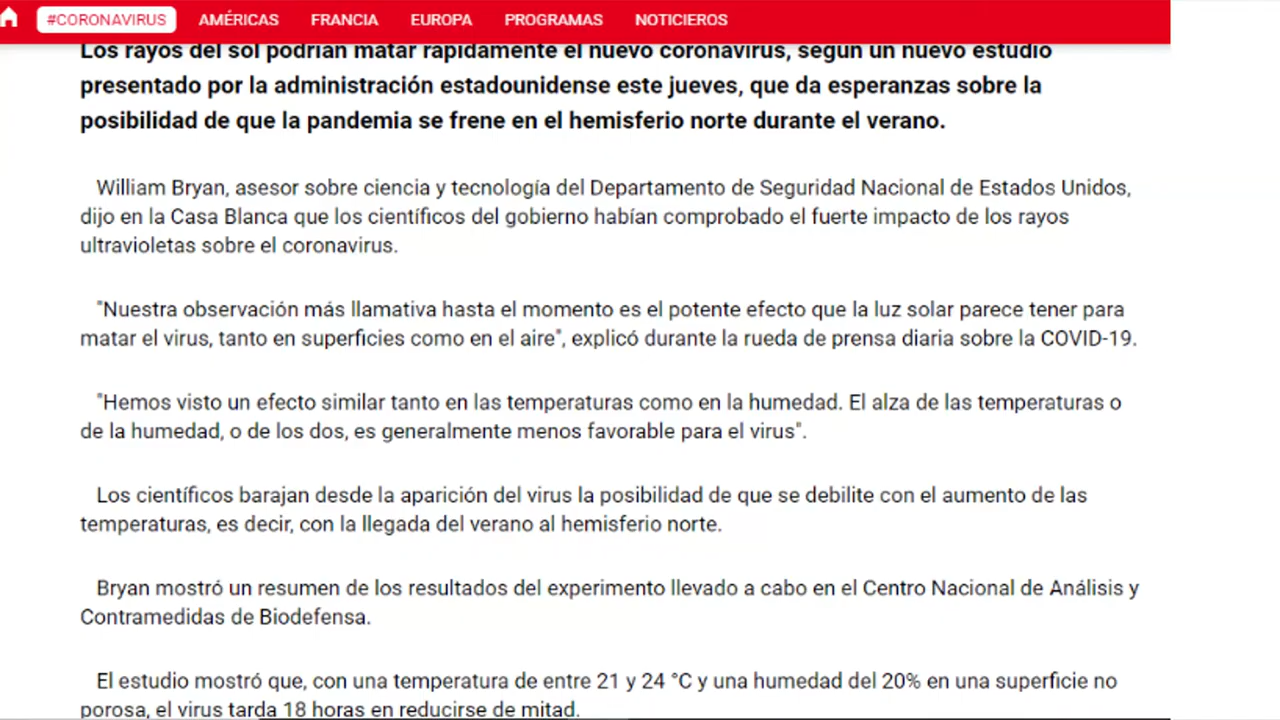 #CORONAVIRUS AMÉRICAS FRANCIA EUROPA PROGRAMAS NOTICIEROS
Los rayos del sol podrían matar rápidamente el nuevo coronavirus, según un nuevo estudio
presentado por la administración estadounidense este jueves, que da esperanzas sobre la
posibilidad de que la pandemia se frene en el hemisferio norte durante el verano.
William Bryan, asesor sobre ciencia y tecnología del Departamento de Seguridad Nacional de Estados Unidos,
dijo en la Casa Blanca que los científicos del gobierno habían comprobado el fuerte impacto de los rayos
ultravioletas sobre el coronavirus.
"Nuestra observación más llamativa hasta el momento es el potente efecto que la luz solar parece tener para
matar el virus, tanto en superficies como en el aire", explicó durante la rueda de prensa diaria sobre la COVID-19.
"Hemos visto un efecto similar tanto en las temperaturas como en la humedad. El alza de las temperaturas o
de la humedad, o de los dos, es generalmente menos favorable para el virus".
Los científicos barajan desde la aparición del virus la posibilidad de que se debilite con el aumento de las
temperaturas, es decir, con la llegada del verano al hemisferio norte.
Bryan mostró un resumen de los resultados del experimento llevado a cabo en el Centro Nacional de Análisis y
Contramedidas de Biodefensa.
El estudio mostró que, con una temperatura de entre 21 y 24 °C y una humedad del 20% en una superficie no
porosa, el virus tarda 18 horas en reducirse de mitad.